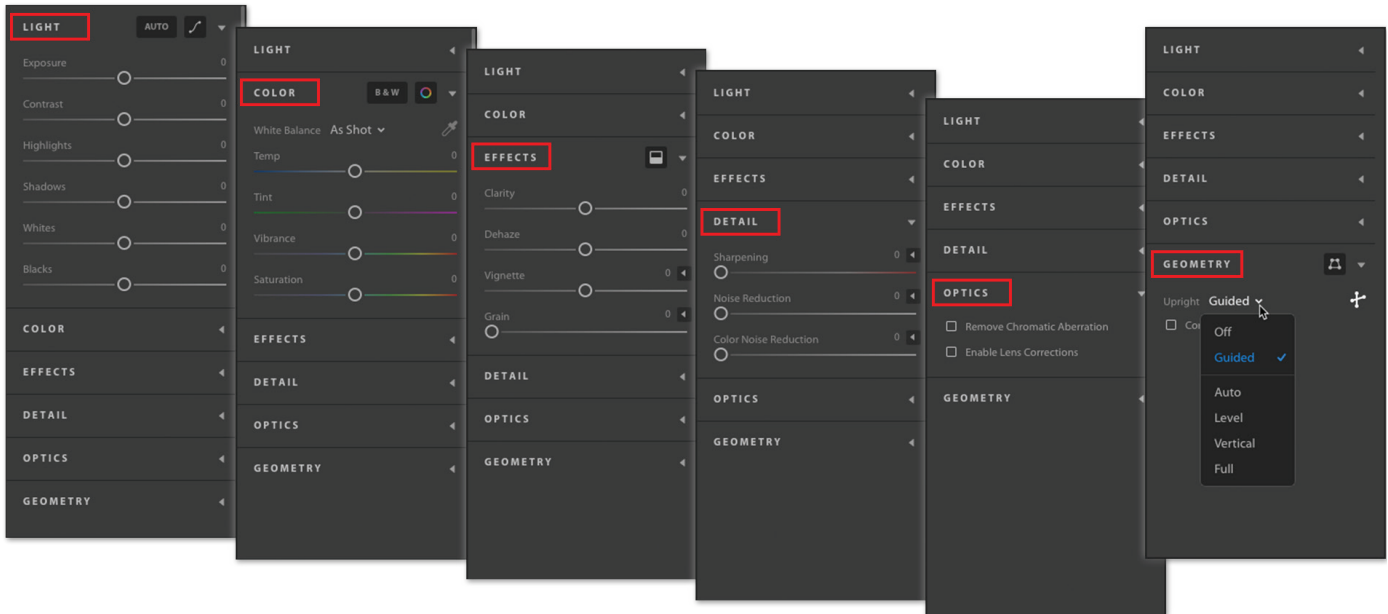 LIGHT AUTO
Exposure 0
Contrast 0
Highlights 0
Shadows 0
Whites 0
Blacks 0
COLOR
EFFECTS
DETAIL
OPTICS
GEOMETRY
LIGHT
COLOR B & W
White Balance As Shot
Temp 0
Tint 0
Vibrance 0
Saturation 0
EFFECTS
DETAIL
OPTICS
GEOMETRY
LIGHT
COLOR
EFFECTS
Clarity 0
Dehaze 0
Vignette 0
Grain 0
DETAIL
OPTICS
GEOMETRY
LIGHT
COLOR
EFFECTS
DETAIL
Sharpening 0
Noise Reduction 0
Color Noise Reduction 0
OPTICS
GEOMETRY
LIGHT
COLOR
EFFECTS
DETAIL
OPTICS
Remove Chromatic Aberration
Enable Lens Corrections
GEOMETRY
LIGHT
COLOR
EFFECTS
DETAIL
OPTICS
GEOMETRY
Upright Guided
Off
Guided
Auto
Level
Vertical
Full